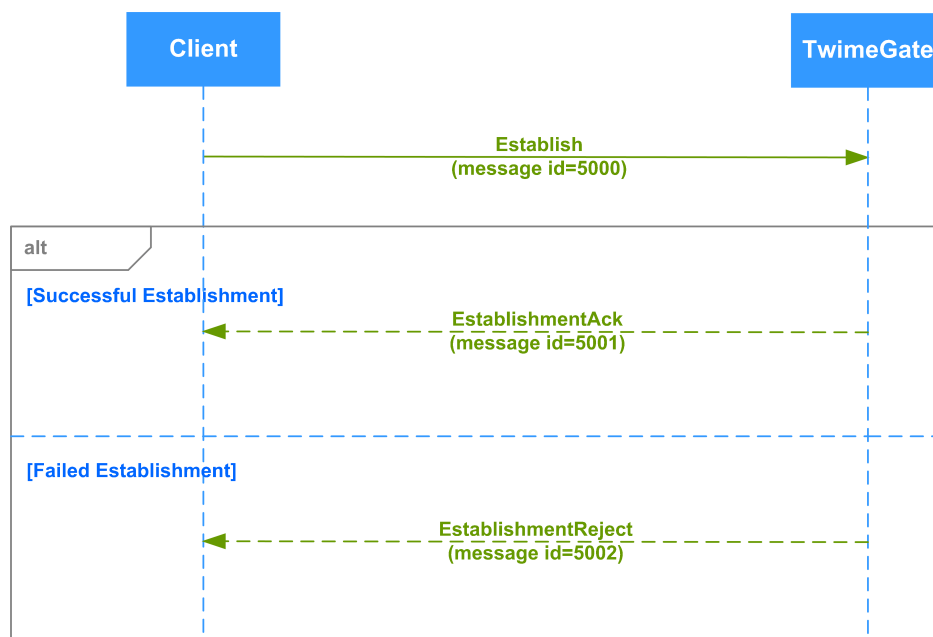 Client
TwimeGate
Establish
(message id=5000)
alt
[Successful Establishment]
EstablishmentAck
(message id=5001)
[Failed Establishment]
EstablishmentReject
(message id=5002)